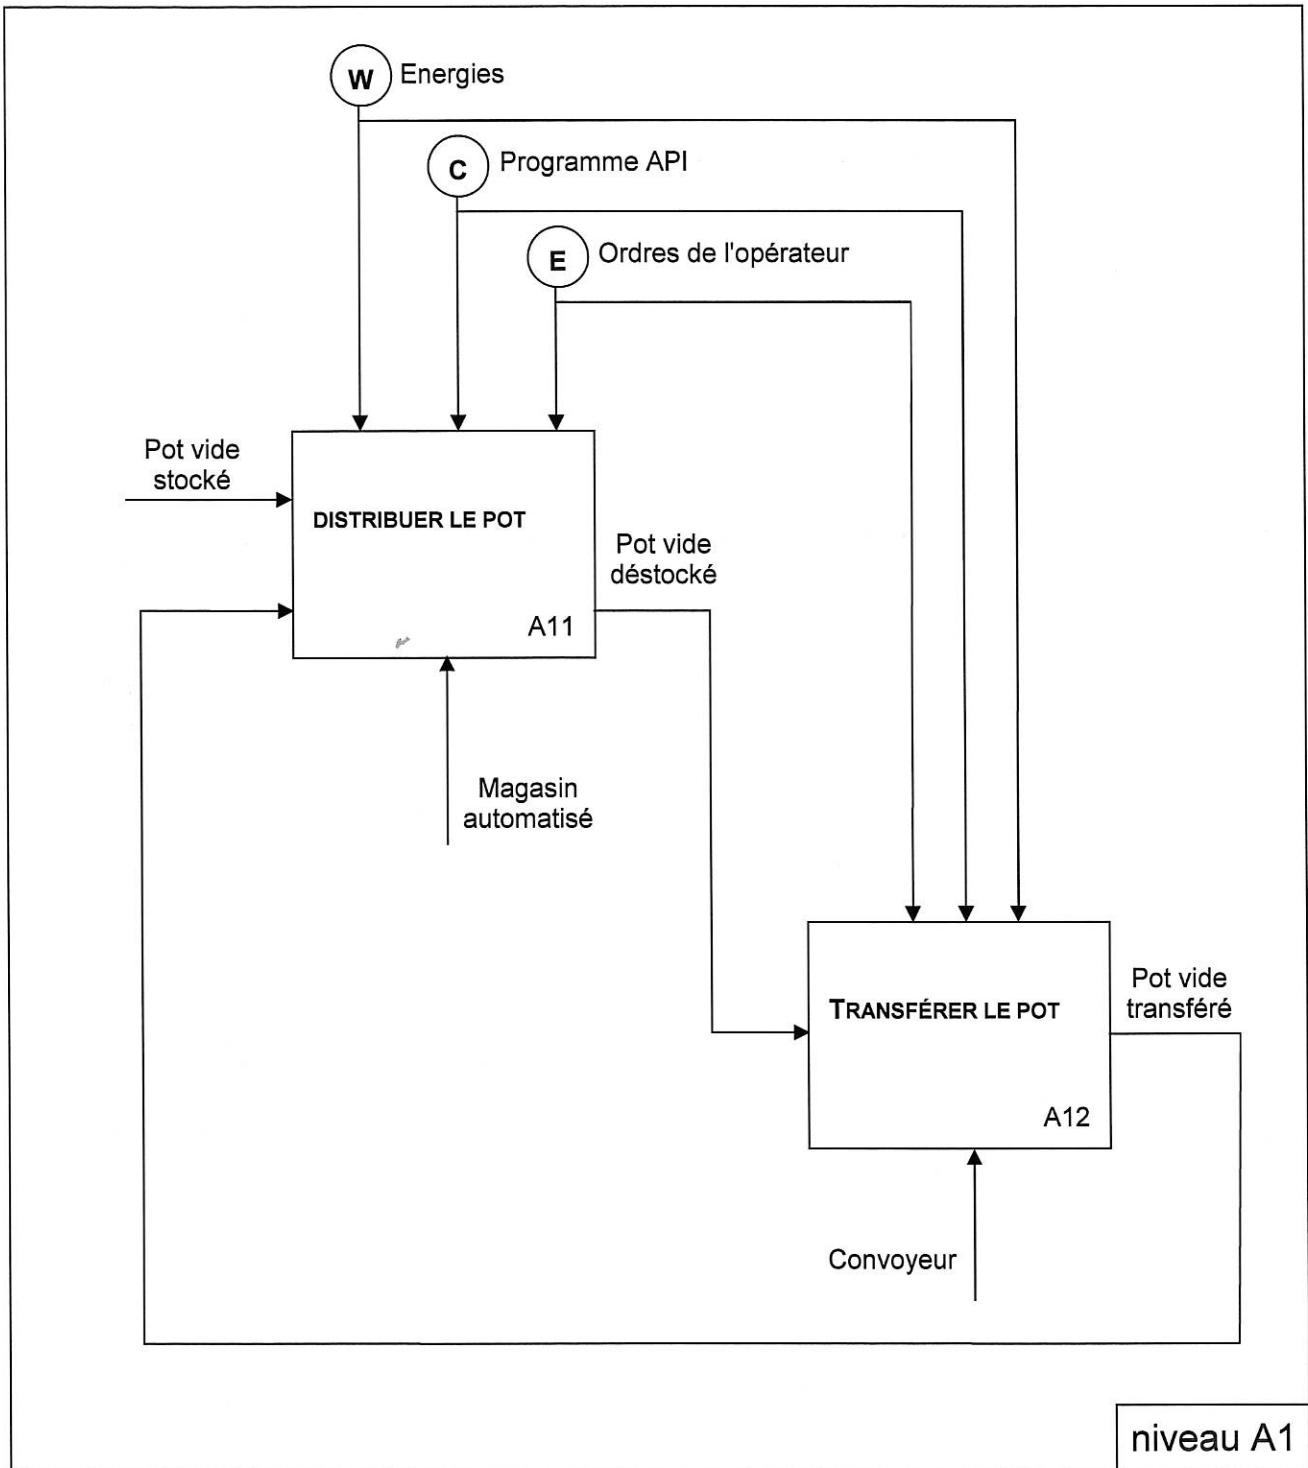 W Energies
C Programme API
E Ordres de l'opérateur
Pot vide
stocké
DISTRIBUER LE POT
Pot vide
déstocké
A11
Magasin
automatisé
TRANSFÉRER LE POT
Pot vide
transféré
A12
Convoyeur
niveau A1